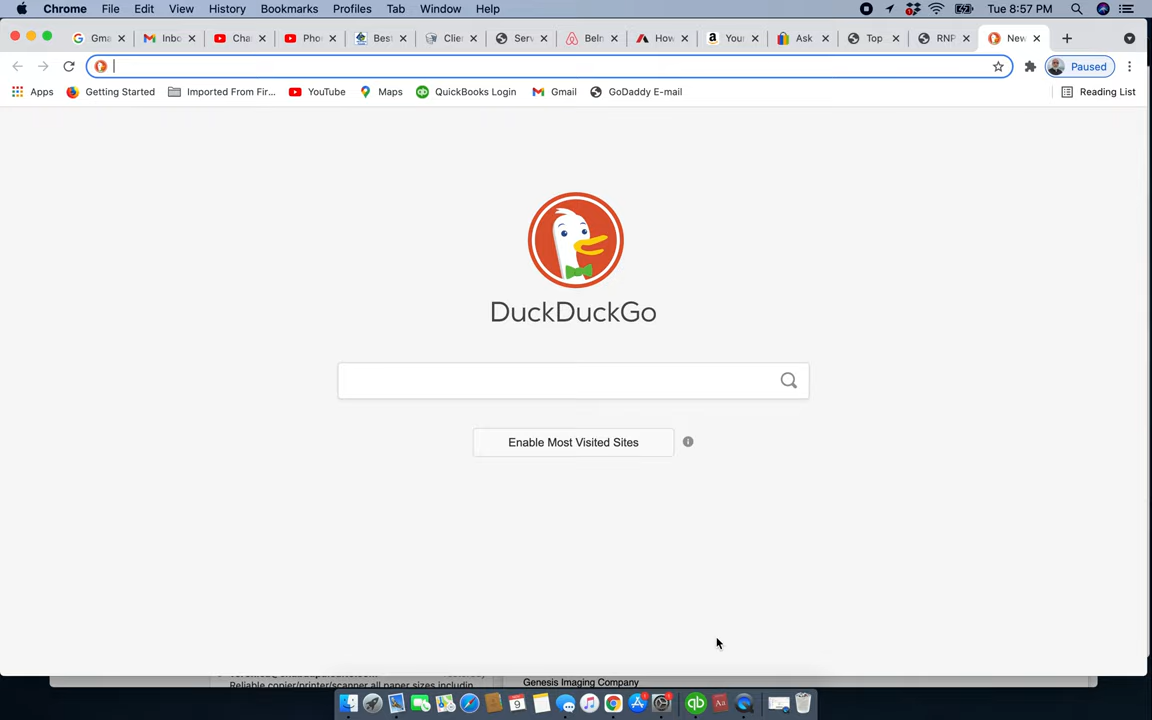 Chrome File Edit View History Bookmarks Profiles Tab Window Help Tue 8:57 PM
Gma Inbo Cha Pho Best Clie Serv BeIn How Your Ask Top RNP New
Paused
Apps Getting Started Imported From Fir... YouTube Maps QuickBooks Login Gmail GoDaddy E-mail Reading List
DuckDuckGo
Enable Most Visited Sites
Reliable copier/printer/scanner all paper sizes includin
Genesis Imaging Company
9